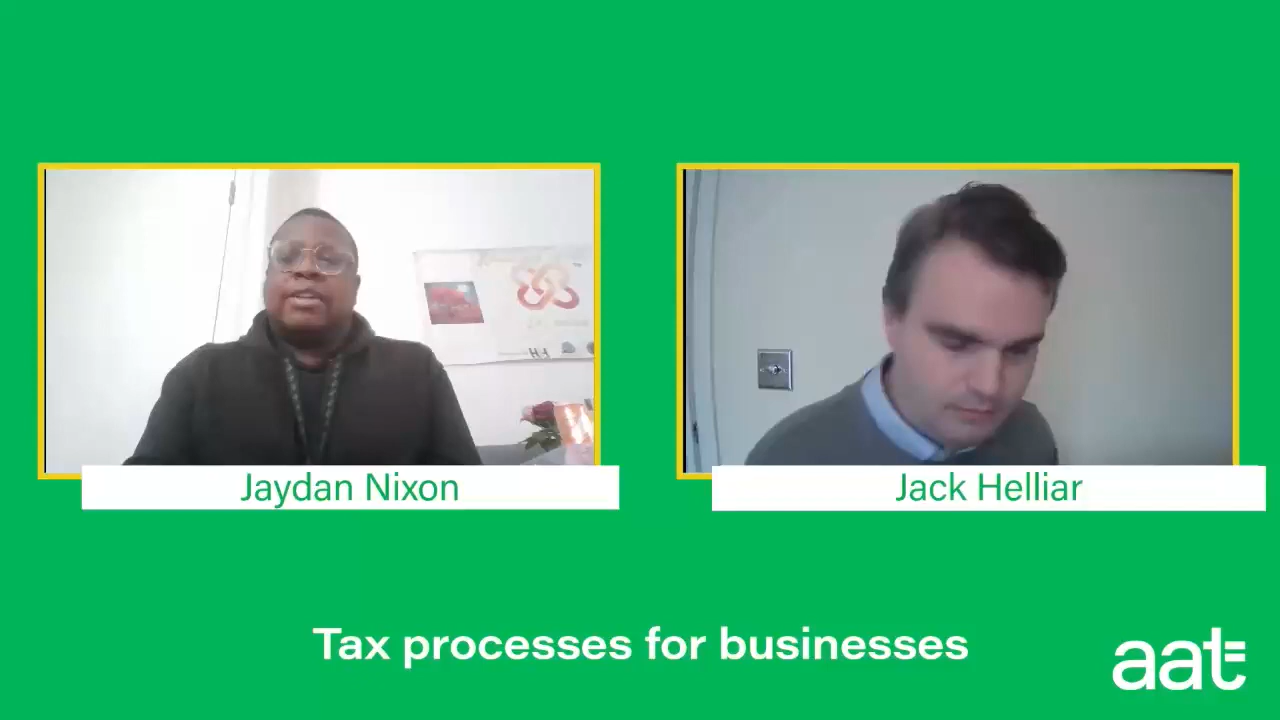 Jaydan Nixon
Jack Helliar
Tax processes for businesses
aat